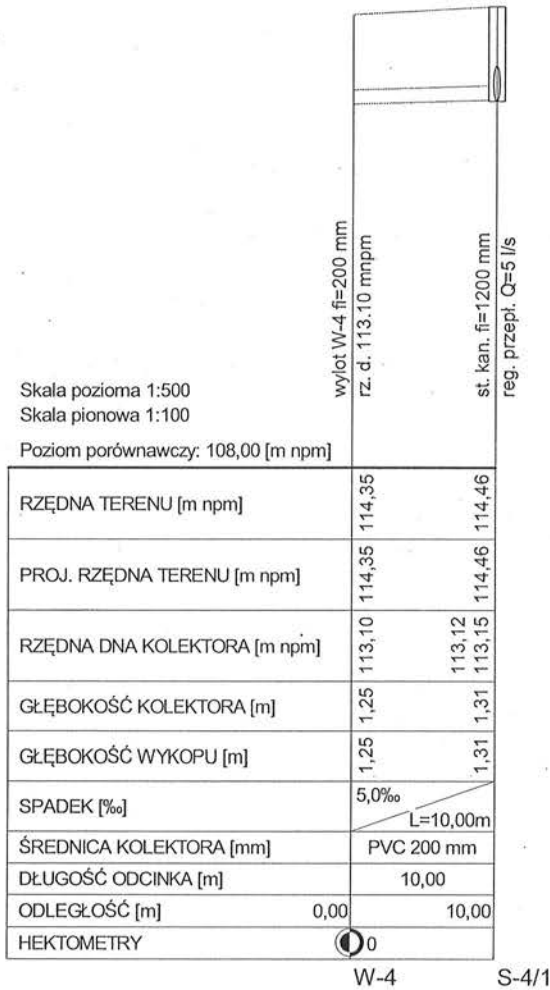 wylot W-4 fi=200 mm
rz. d. 113.10 mnpm
st. kan. fi=1200 mm
reg. przepł. Q=5 l/s
Skala pozioma 1:500
Skala pionowa 1:100
Poziom porównawczy: 108,00 [m npm]
RZĘDNA TERENU [m npm] 114,35 114,46
PROJ. RZĘDNA TERENU [m npm] 114,35 114,46
RZĘDNA DNA KOLEKTORA [m npm] 113,10 113,12 113,15
GŁĘBOKOŚĆ KOLEKTORA [m] 1,25 1,31
GŁĘBOKOŚĆ WYKOPU [m] 1,25 1,31
SPADEK [‰] 5,0‰ L=10,00m
ŚREDNICA KOLEKTORA [mm] PVC 200 mm
DŁUGOŚĆ ODCINKA [m] 10,00
ODLEGŁOŚĆ [m] 0,00 10,00
HEKTOMETRY 0
W-4 S-4/1